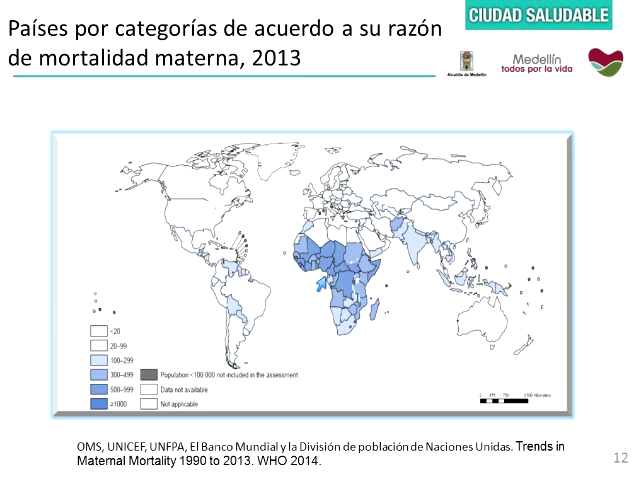 Países por categorías de acuerdo a su razón
de mortalidad materna, 2013
CIUDAD SALUDABLE
Alcaldía de Medellín
Medellín
todos por la vida
<20
20–99
100–299
300–499
500–999
≥1000
Population <100 000 not included in the assessment
Data not available
Not applicable
OMS, UNICEF, UNFPA, El Banco Mundial y la División de población de Naciones Unidas. Trends in
Maternal Mortality 1990 to 2013. WHO 2014.
12